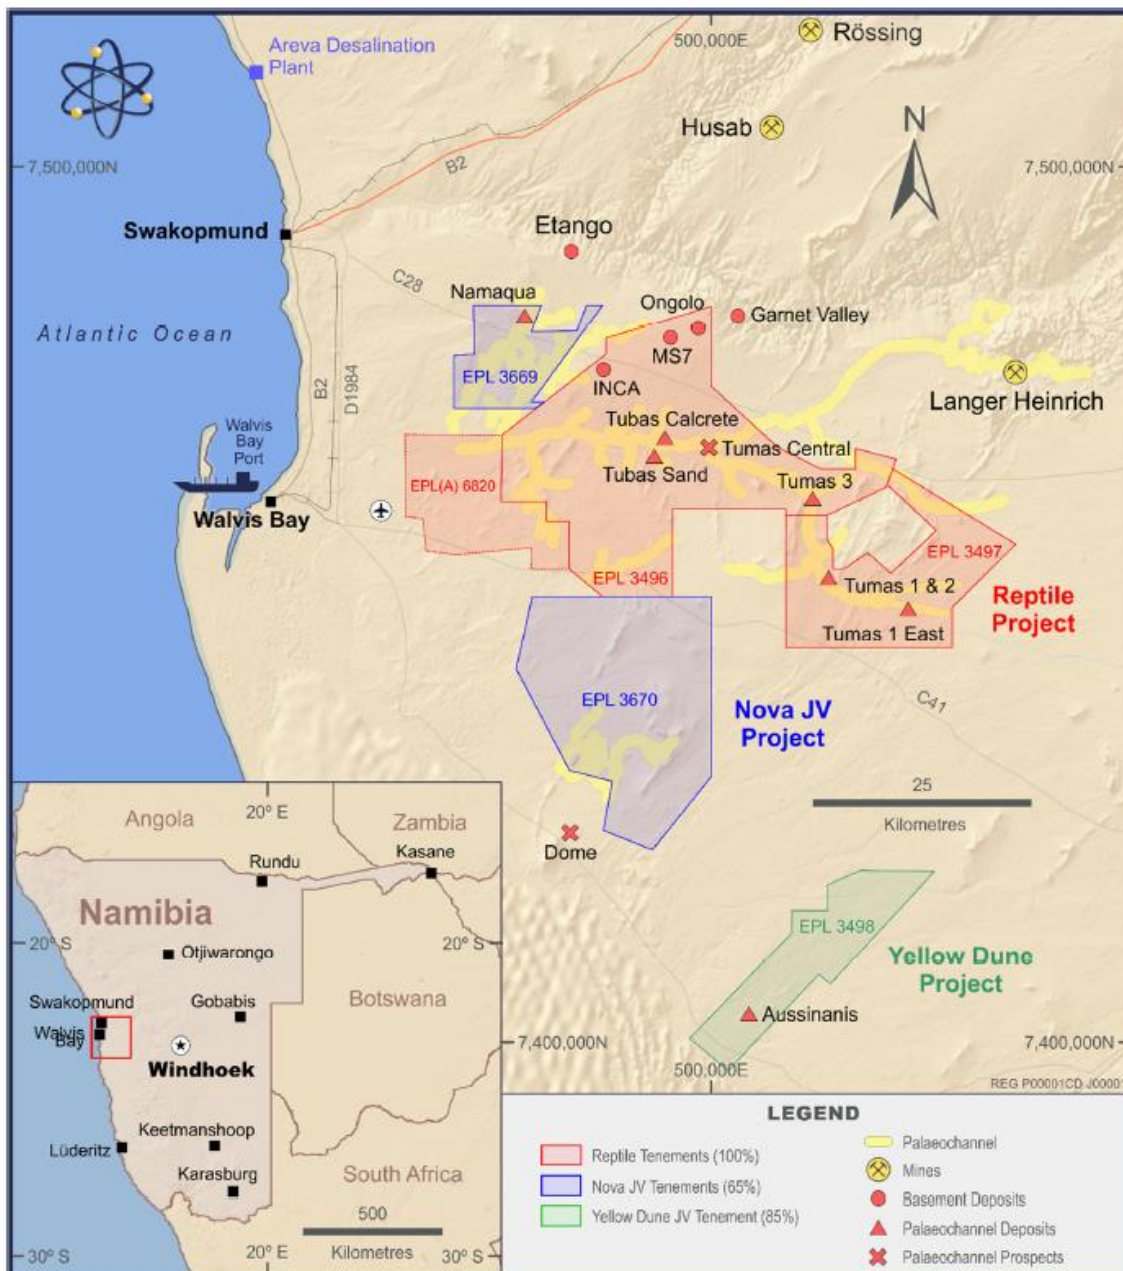 Areva Desalination
Plant
500,000E
Rössing
Husab
N
7,500,000N
B2
7,500,000N
Swakopmund
Etango
C28
Namaqua
Ongolo
Garnet Valley
MS7
Atlantic Ocean
B2
D1984
EPL 3669
INCA
Langer Heinrich
Tubas Calcrete
Walvis
Bay
Port
Tumas Central
Tubas Sand
EPL(A) 6820
Tumas 3
Walvis Bay
EPL 3497
EPL 3496
Tumas 1 & 2
Reptile
Project
Tumas 1 East
EPL 3670
C41
Nova JV
Project
25
Kilometres
Dome
EPL 3498
Yellow Dune
Project
Aussinanis
7,400,000N
7,400,000N
500,000E
REG P00001CD J00001
Angola
20° E
Zambia
Kasane
Rundu
Namibia
20° S
Otjiwarongo
20° S
Botswana
Swakopmund
Gobabis
Walvis
Bay
Windhoek
Keetmanshoop
Lüderitz
Karasburg
South Africa
500
Kilometres
30° S
20° E
30° S
LEGEND
Reptile Tenements (100%)
Nova JV Tenements (65%)
Yellow Dune JV Tenement (85%)
Palaeochannel
Mines
Basement Deposits
Palaeochannel Deposits
Palaeochannel Prospects